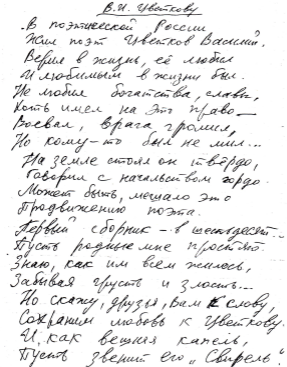 В.И. Цветкову
В поэтической России
Жил поэт Цветков Василий,
Верил в жизнь, её любил
И любимым в жизни был.
Не любил богатства, славы,
Хоть имел на это право —
Воевал, врага громил,
Но кому-то был не мил...
На земле стоял он твёрдо,
Говорил с начальством гордо.
Может быть, мешало это
Продвижению поэта.
Первый сборник — в шестьдесят...
Пусть родные мне простят.
Знаю, как им всем жилось,
Забывая грусть и злость...
Но скажу, друзья, Вам к слову,
Сохраним любовь к Цветкову.
И, как вешняя капель,
Пусть звенит его „Свирель".